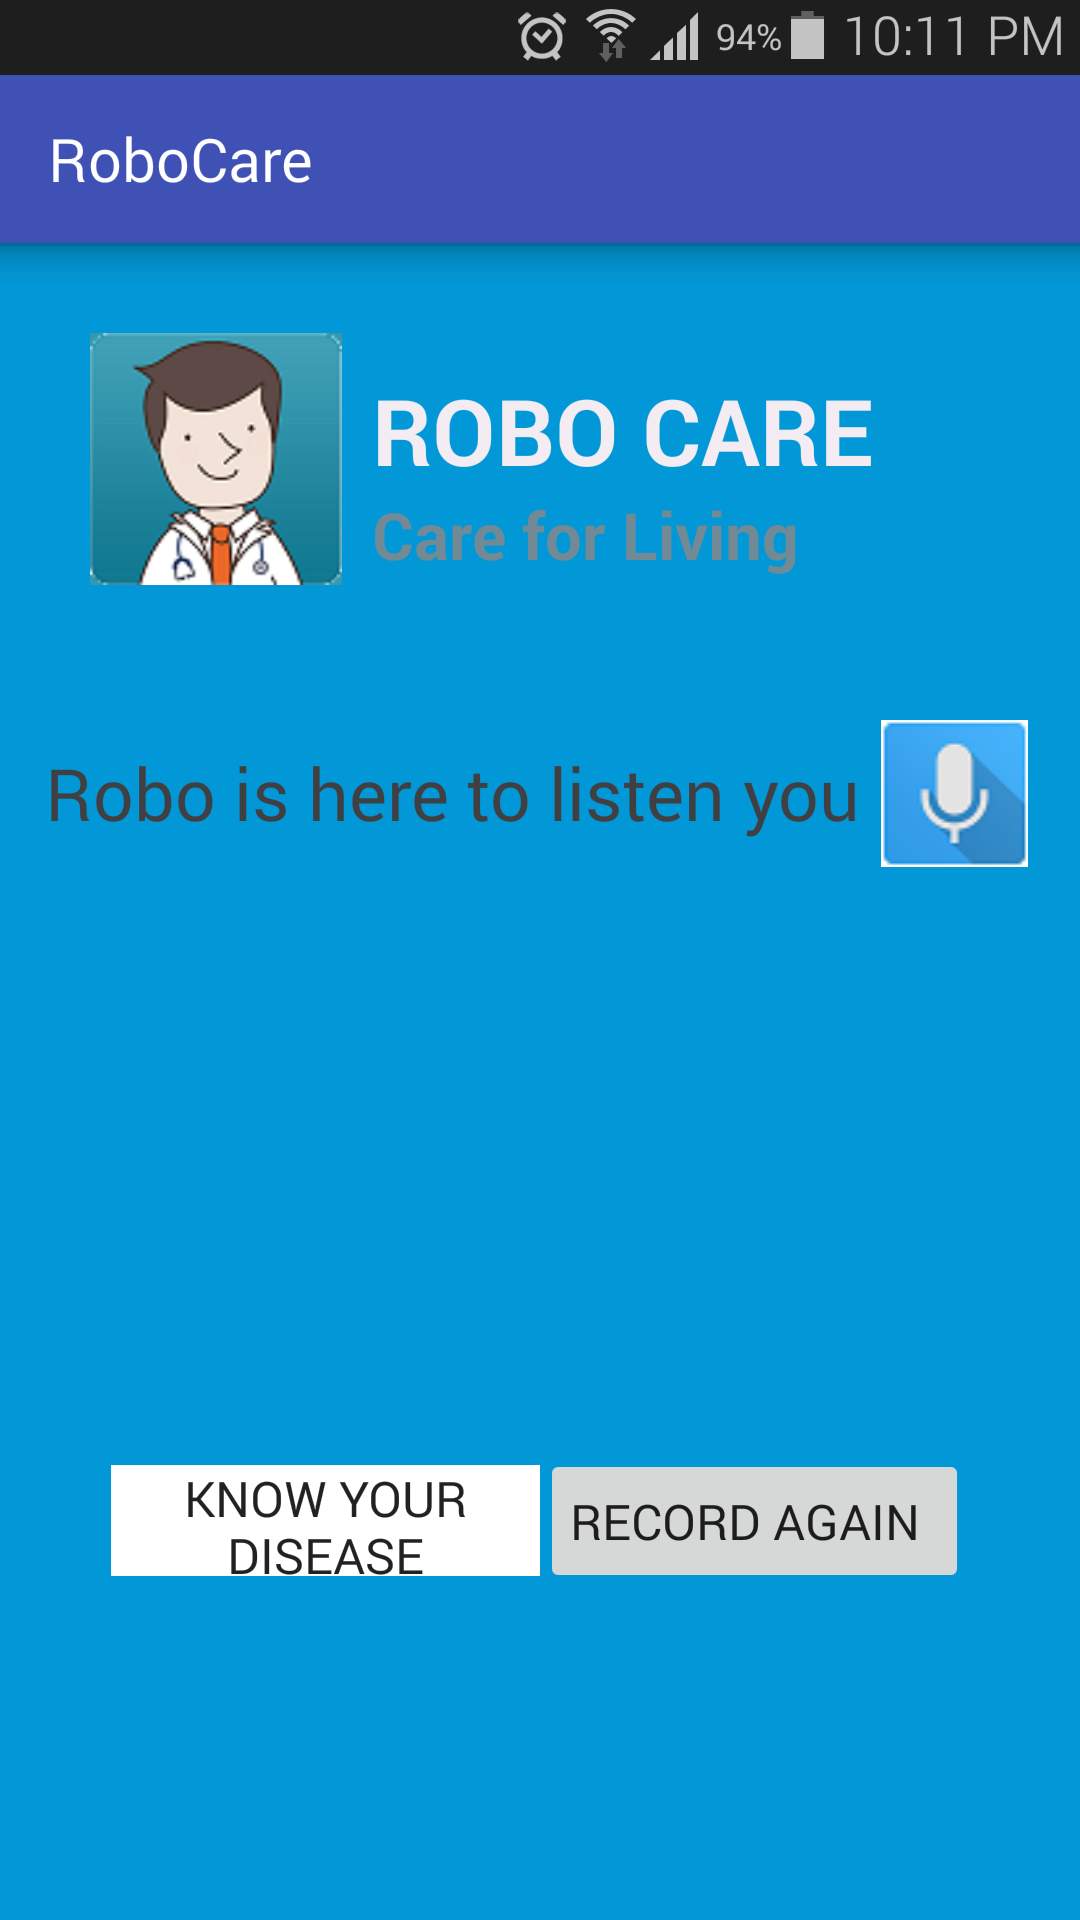 94% 10:11 PM
RoboCare
ROBO CARE
Care for Living
Robo is here to listen you
KNOW YOUR
DISEASE
RECORD AGAIN